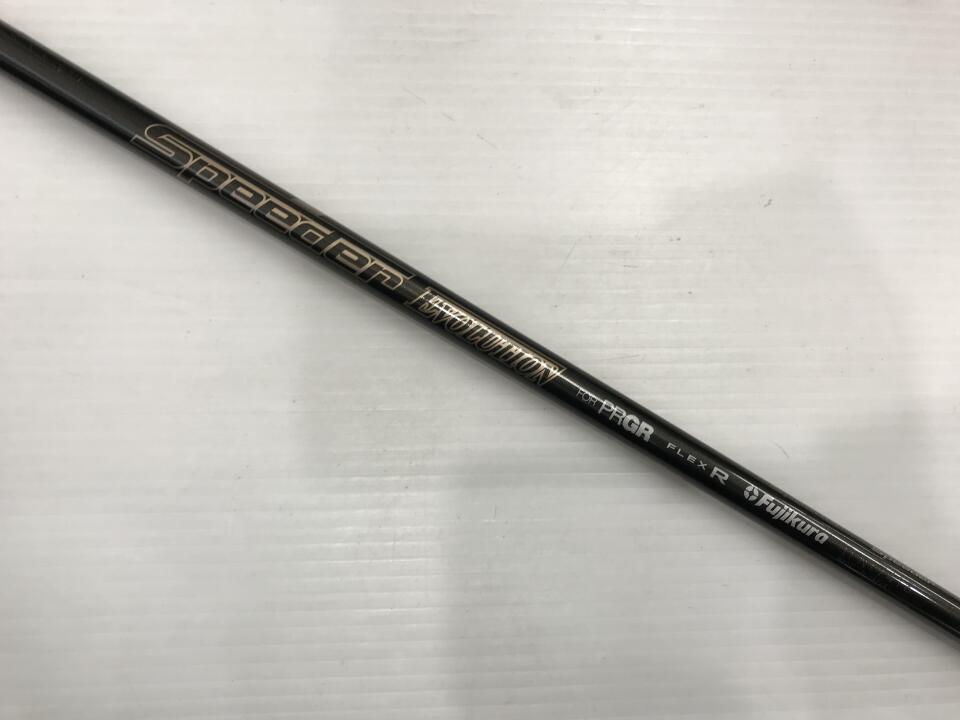 Speeder EVOLUTION FOR PRGR FLEX R Fujikura